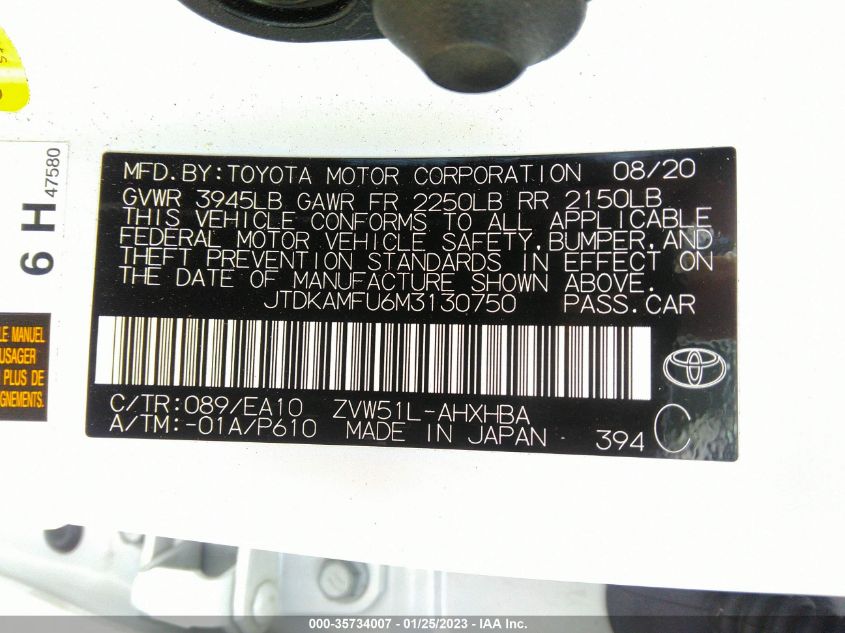 6 H 47580
MFD. BY: TOYOTA MOTOR CORPORATION 08/20
GVWR 3945LB GAWR FR 2250LB RR 2150LB
THIS VEHICLE CONFORMS TO ALL APPLICABLE
FEDERAL MOTOR VEHICLE SAFETY, BUMPER, AND
THEFT PREVENTION STANDARDS IN EFFECT ON
THE DATE OF MANUFACTURE SHOWN ABOVE.
JTDKAMFU6M3130750 PASS. CAR
C/TR: 089/EA10 ZVW51L-AHXHBA
A/TM: -01A/P610 MADE IN JAPAN 394 C
LE MANUEL
USAGER
PLUS DE
GNEMENTS.
000-35734007 - 01/25/2023 - IAA Inc.